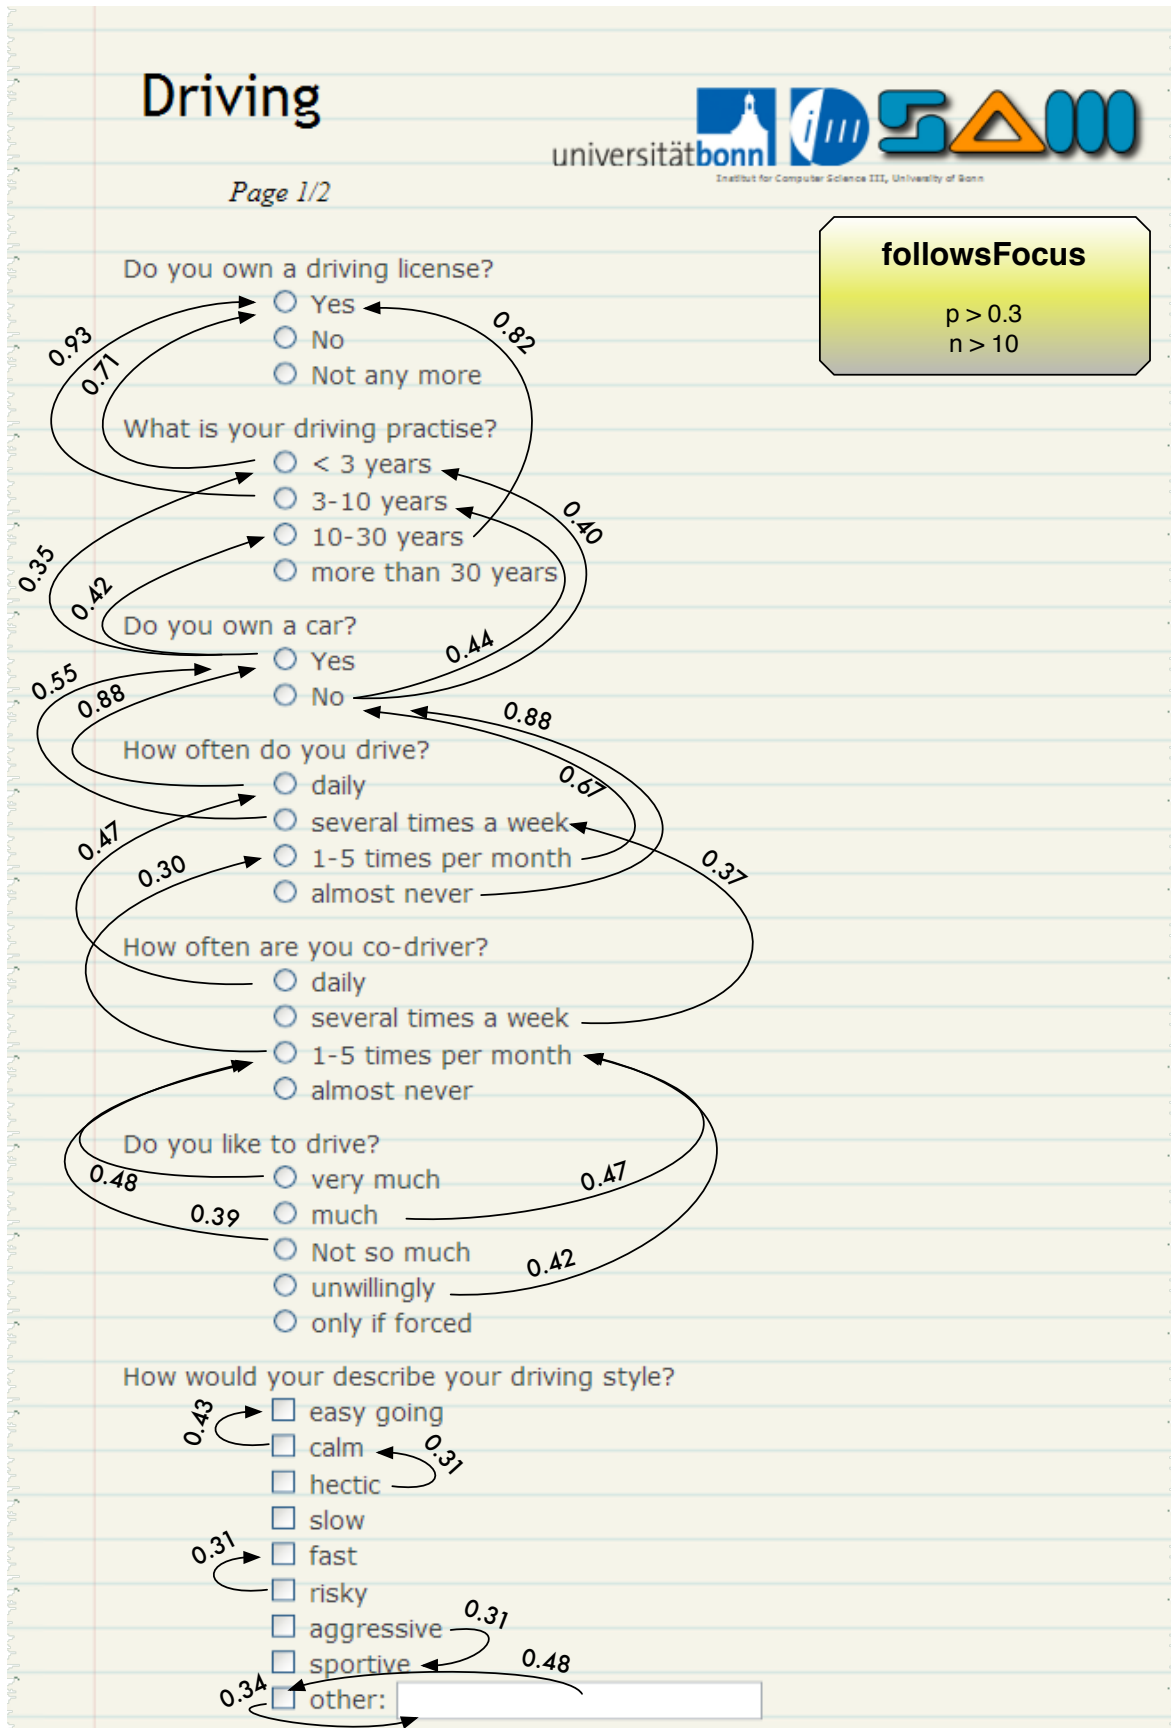 Driving
universitätbonn
Institut for Computer Science III, University of Bonn
Page 1/2
followsFocus
p > 0.3
n > 10
Do you own a driving license?
Yes
No
Not any more
0.93
0.71
0.82
What is your driving practise?
< 3 years
3-10 years
10-30 years
more than 30 years
0.40
0.35
0.42
Do you own a car?
0.44
Yes
No
0.55
0.88
0.88
How often do you drive?
daily
several times a week
1-5 times per month
almost never
0.67
0.47
0.30
0.37
How often are you co-driver?
daily
several times a week
1-5 times per month
almost never
Do you like to drive?
very much
much
Not so much
unwillingly
only if forced
0.48
0.47
0.39
0.42
How would your describe your driving style?
easy going
calm
hectic
slow
fast
risky
aggressive
sportive
other:
0.43
0.31
0.31
0.31
0.48
0.34